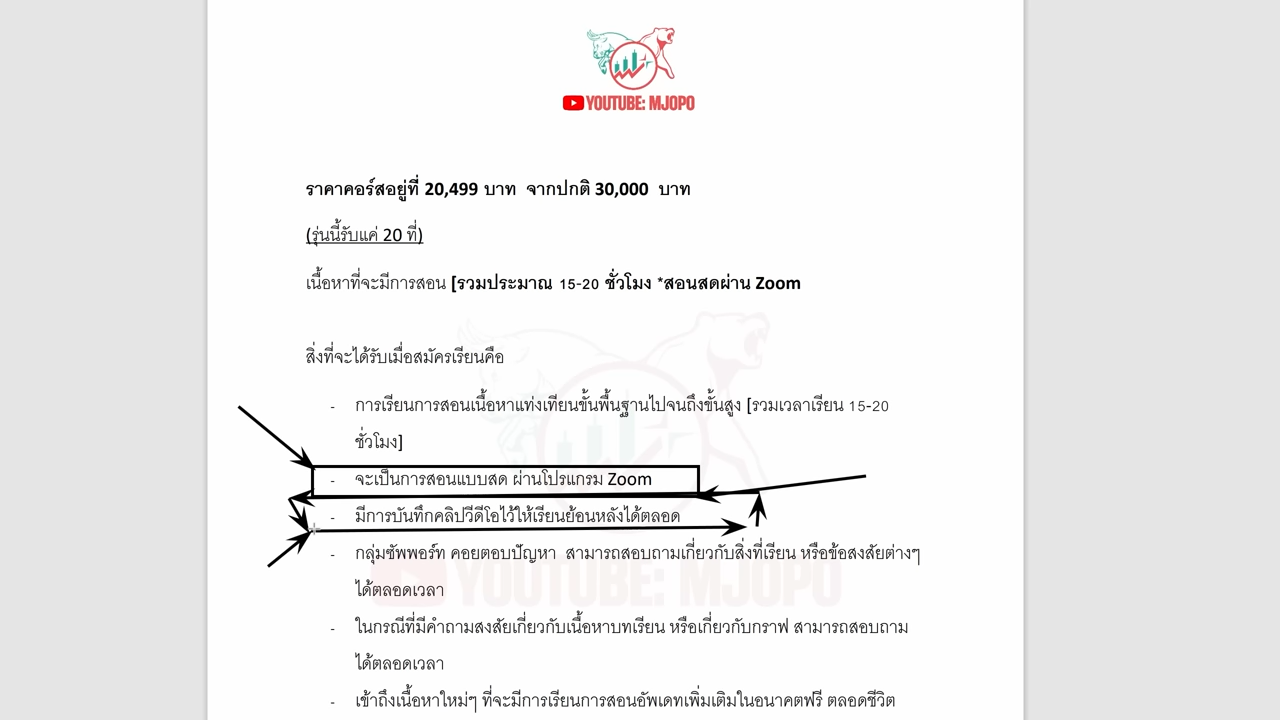 YOUTUBE: MJOPO
ราคาคอร์สอยู่ที่ 20,499 บาท จากปกติ 30,000 บาท
(รุ่นนี้รับแค่ 20 ที่)
เนื้อหาที่จะมีการสอน [รวมประมาณ 15-20 ชั่วโมง *สอนสดผ่าน Zoom
สิ่งที่จะได้รับเมื่อสมัครเรียนคือ
- การเรียนการสอนเนื้อหาแท่งเทียนขั้นพื้นฐานไปจนถึงขั้นสูง [รวมเวลาเรียน 15-20
ชั่วโมง]
- จะเป็นการสอนแบบสด ผ่านโปรแกรม Zoom
- มีการบันทึกคลิปวีดีโอไว้ให้เรียนย้อนหลังได้ตลอด
- กลุ่มซัพพอร์ท คอยตอบปัญหา สามารถสอบถามเกี่ยวกับสิ่งที่เรียน หรือข้อสงสัยต่างๆ
ได้ตลอดเวลา
YOUTUBE: MJOPO
- ในกรณีที่มีคำถามสงสัยเกี่ยวกับเนื้อหาบทเรียน หรือเกี่ยวกับกราฟ สามารถสอบถาม
ได้ตลอดเวลา
- เข้าถึงเนื้อหาใหม่ๆ ที่จะมีการเรียนการสอนอัพเดทเพิ่มเติมในอนาคตฟรี ตลอดชีวิต